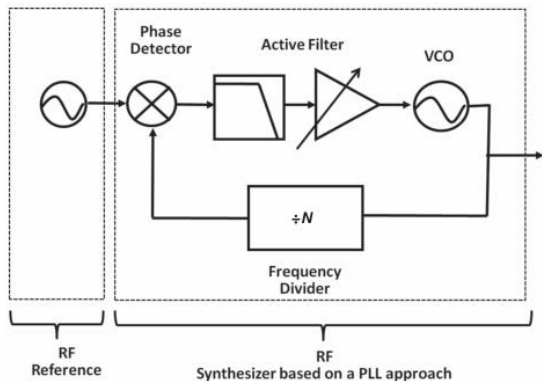 Phase
Detector
Active Filter
VCO
÷N
Frequency
Divider
RF
Reference
RF
Synthesizer based on a PLL approach